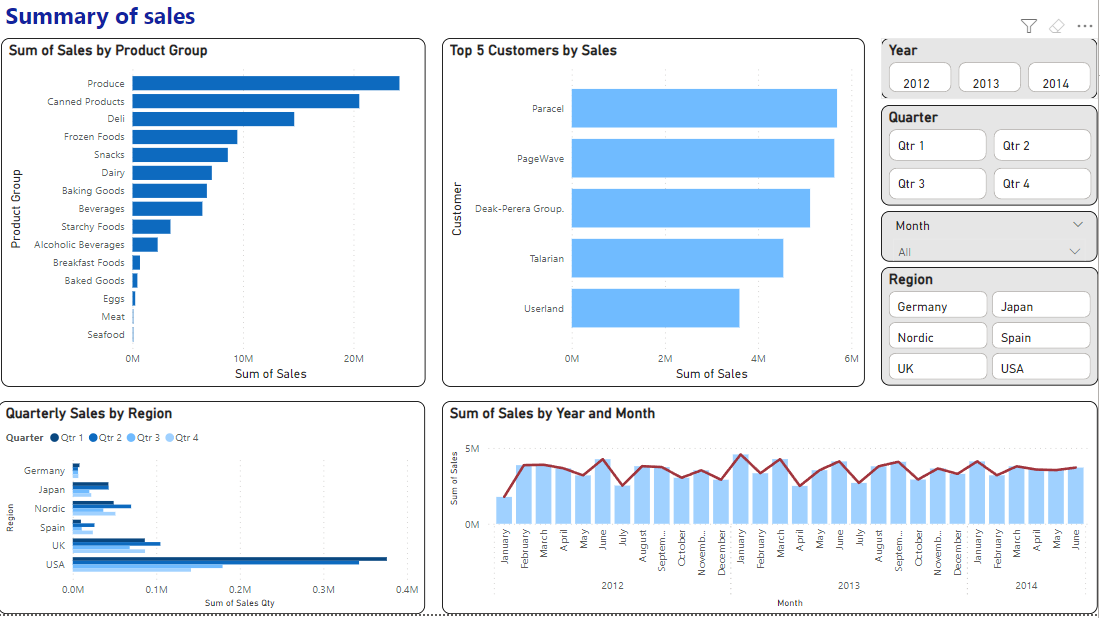 Summary of sales
Sum of Sales by Product Group
Product Group
Produce
Canned Products
Deli
Frozen Foods
Snacks
Dairy
Baking Goods
Beverages
Starchy Foods
Alcoholic Beverages
Breakfast Foods
Baked Goods
Eggs
Meat
Seafood
0M 10M 20M
Sum of Sales
Top 5 Customers by Sales
Customer
Paracel
PageWave
Deak-Perera Group.
Talarian
Userland
0M 2M 4M 6M
Sum of Sales
Year
2012 2013 2014
Quarter
Qtr 1 Qtr 2
Qtr 3 Qtr 4
Month
All
Region
Germany Japan
Nordic Spain
UK USA
Quarterly Sales by Region
Quarter Qtr 1 Qtr 2 Qtr 3 Qtr 4
Region
Germany
Japan
Nordic
Spain
UK
USA
0.0M 0.1M 0.2M 0.3M 0.4M
Sum of Sales Qty
Sum of Sales by Year and Month
Sum of Sales
5M
0M
January February March April May June July August Septem... October Novemb... December January February March April May June July August Septem... October Novemb... December January February March April May June
2012 2013 2014
Month